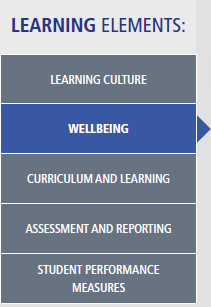 LEARNING ELEMENTS:
LEARNING CULTURE
WELLBEING
CURRICULUM AND LEARNING
ASSESSMENT AND REPORTING
STUDENT PERFORMANCE
MEASURES